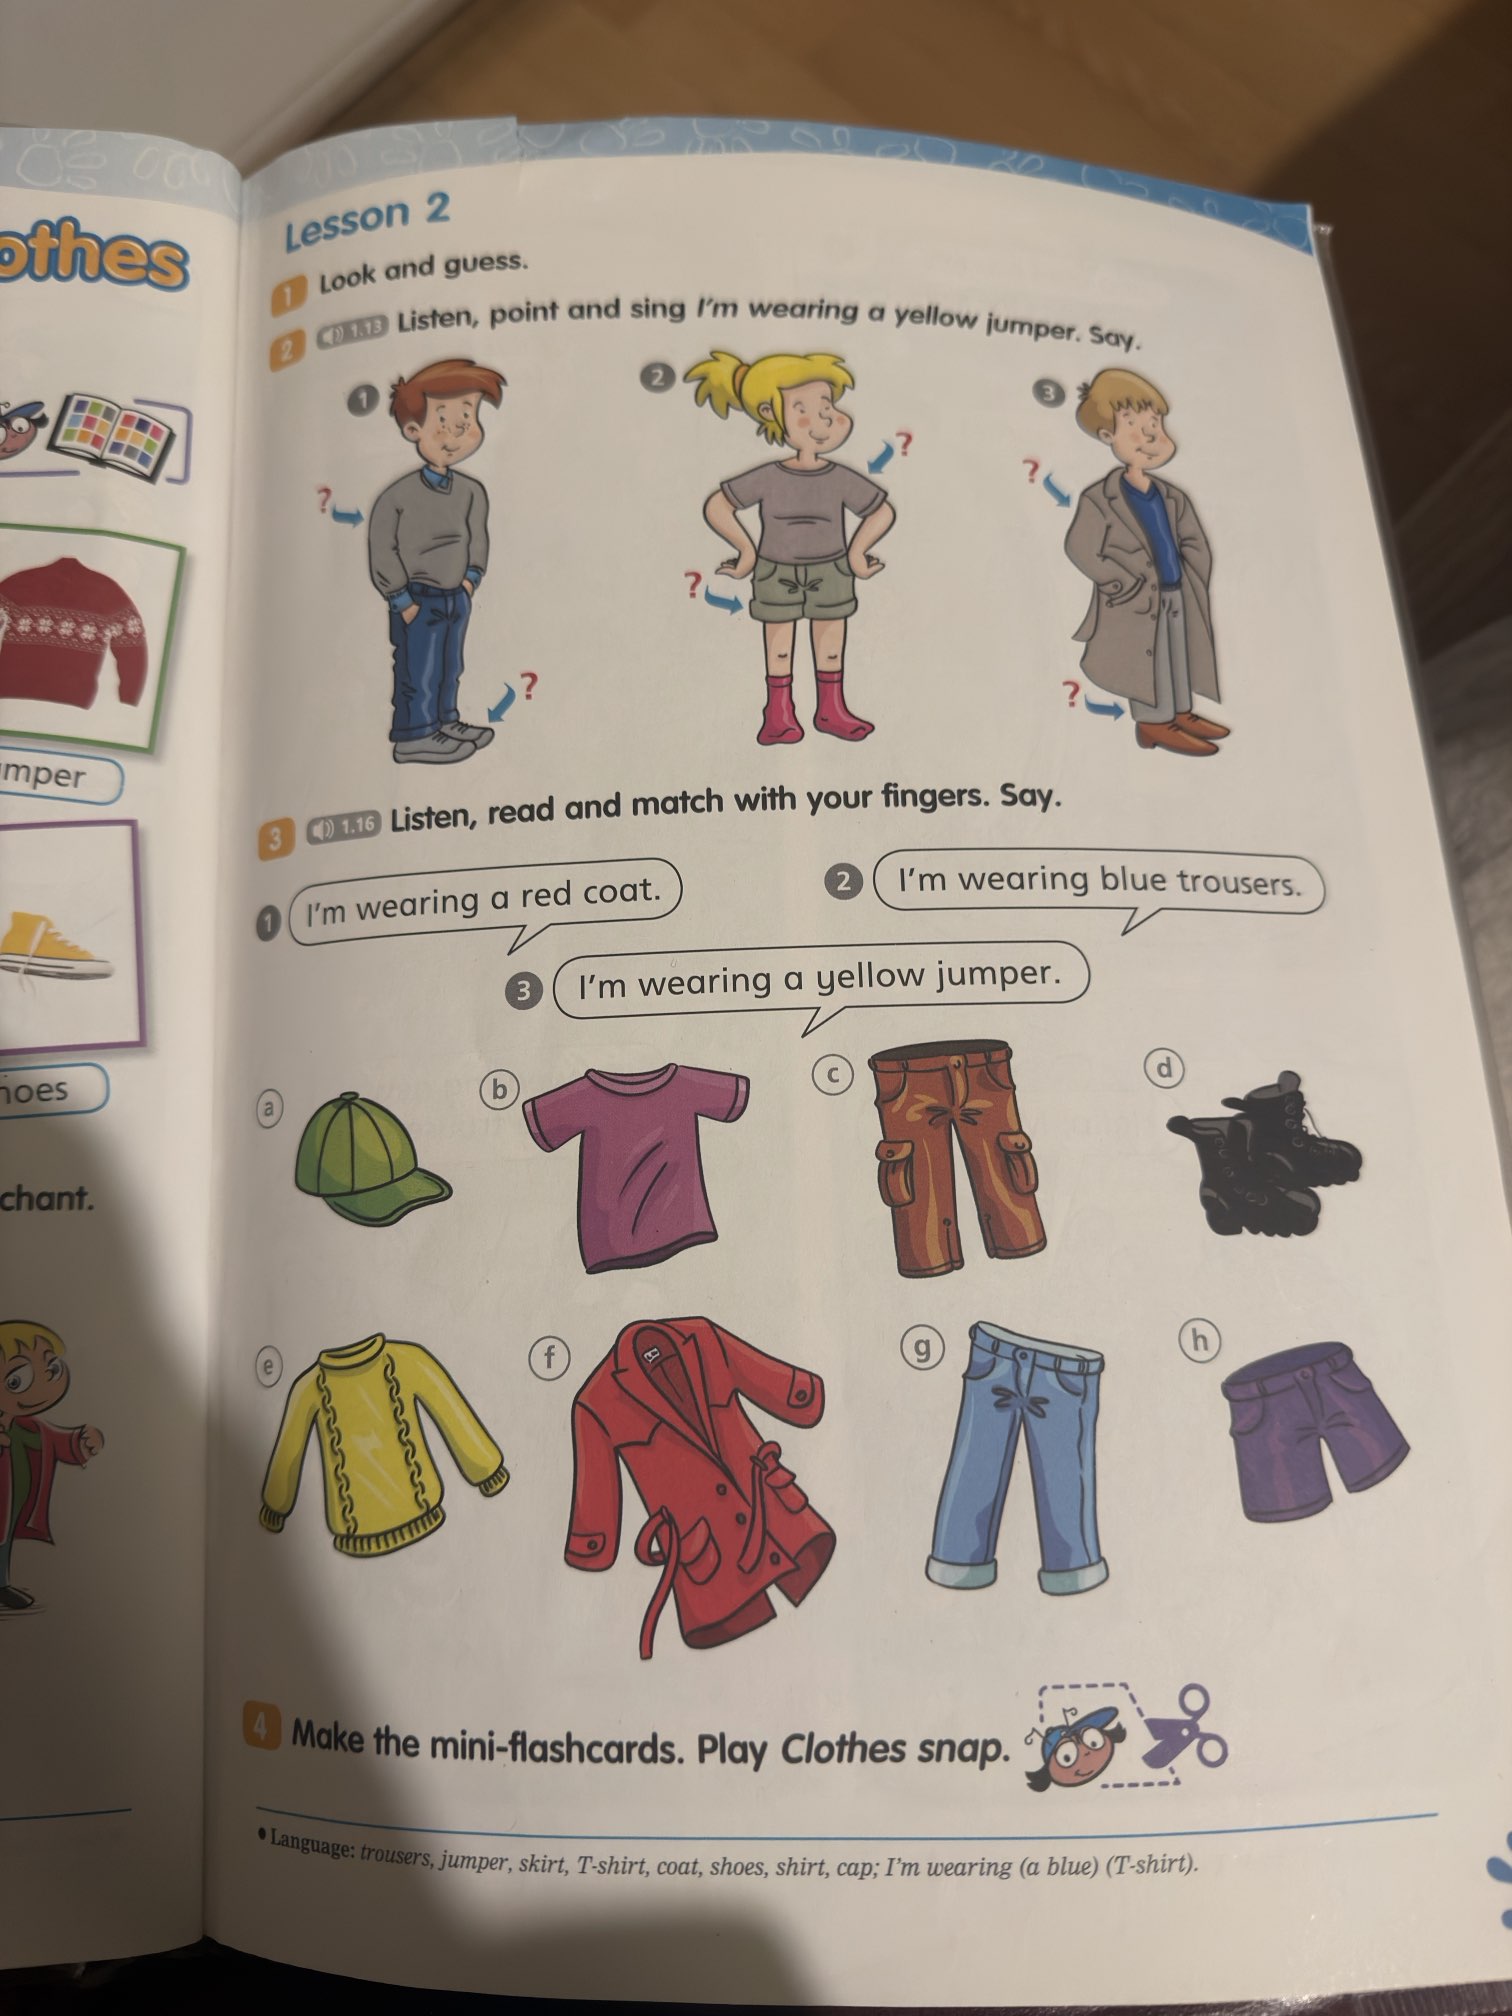 othes
mper
hoes
chant.
Lesson 2
1 Look and guess.
2 1.13 Listen, point and sing I'm wearing a yellow jumper. Say.
1
2
3
?
?
?
?
?
?
3 1.16 Listen, read and match with your fingers. Say.
1 I'm wearing a red coat.
2 I'm wearing blue trousers.
3 I'm wearing a yellow jumper.
a
b
c
d
e
f
g
h
4 Make the mini-flashcards. Play Clothes snap.
• Language: trousers, jumper, skirt, T-shirt, coat, shoes, shirt, cap; I'm wearing (a blue) (T-shirt).